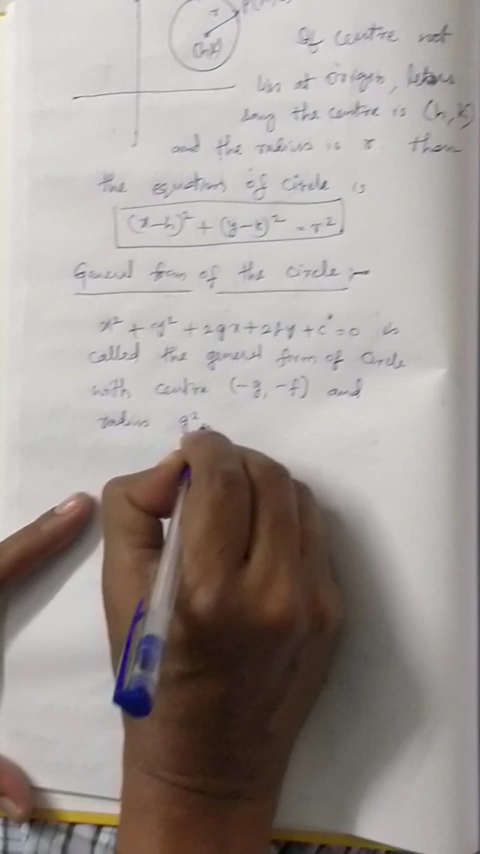 r
(h,k)
If centre not
lies at origin, lets us
say the centre is (h, k)
and the radius is r then
the equation of circle is
(x-h)² + (y-k)² = r²
General form of the circle :-
x² + y² + 2gx + 2fy + c = 0 is
called the general form of circle
with centre (-g, -f) and
radius g²